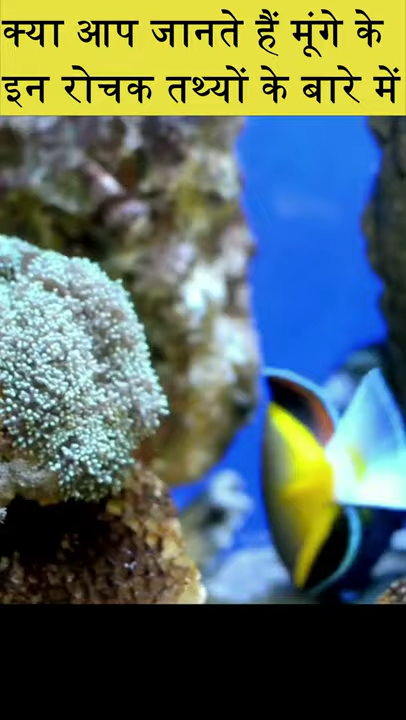 क्या आप जानते हैं मूंगे के
इन रोचक तथ्यों के बारे में